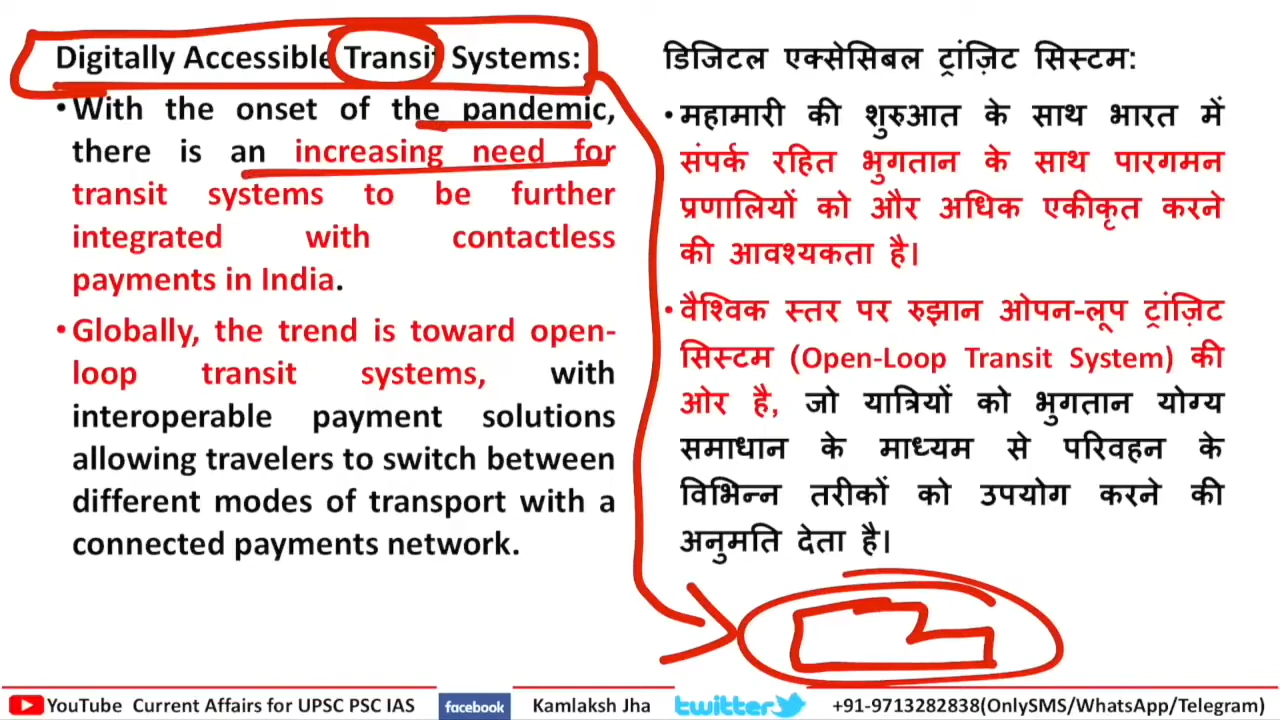 Digitally Accessible Transit Systems:
•With the onset of the pandemic,
there is an increasing need for
transit systems to be further
integrated with contactless
payments in India.
•Globally, the trend is toward open-
loop transit systems, with
interoperable payment solutions
allowing travelers to switch between
different modes of transport with a
connected payments network.
डिजिटल एक्सेसिबल ट्रांज़िट सिस्टम:
•महामारी की शुरुआत के साथ भारत में
संपर्क रहित भुगतान के साथ पारगमन
प्रणालियों को और अधिक एकीकृत करने
की आवश्यकता है।
•वैश्विक स्तर पर रुझान ओपन-लूप ट्रांज़िट
सिस्टम (Open-Loop Transit System) की
ओर है, जो यात्रियों को भुगतान योग्य
समाधान के माध्यम से परिवहन के
विभिन्न तरीकों को उपयोग करने की
अनुमति देता है।
YouTube Current Affairs for UPSC PSC IAS facebook Kamlaksh Jha twitter +91-9713282838(OnlySMS/WhatsApp/Telegram)